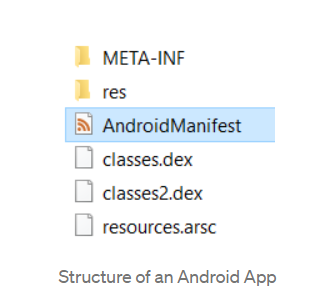 META-INF
res
AndroidManifest
classes.dex
classes2.dex
resources.arsc
Structure of an Android App